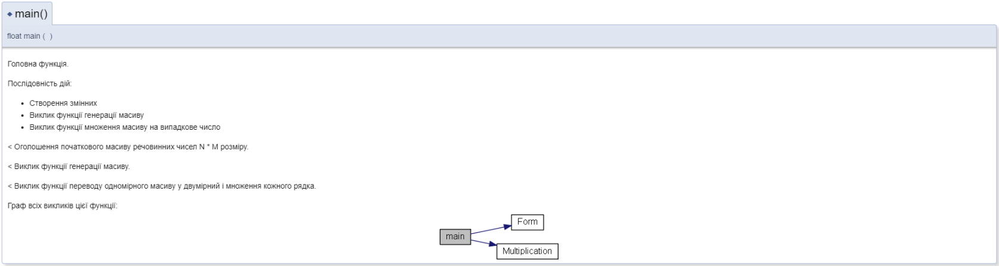 main()
float main ( )
Головна функція.
Послідовність дій:
Створення змінних
Виклик функції генерації масиву
Виклик функції множення масиву на випадкове число
< Оголошення початкового масиву речовинних чисел N * M розміру.
< Виклик функції генерації масиву.
< Виклик функції переводу одномірного масиву у двумірний і множення кожного рядка.
Граф всіх викликів цієї функції:
Form
main
Multiplication